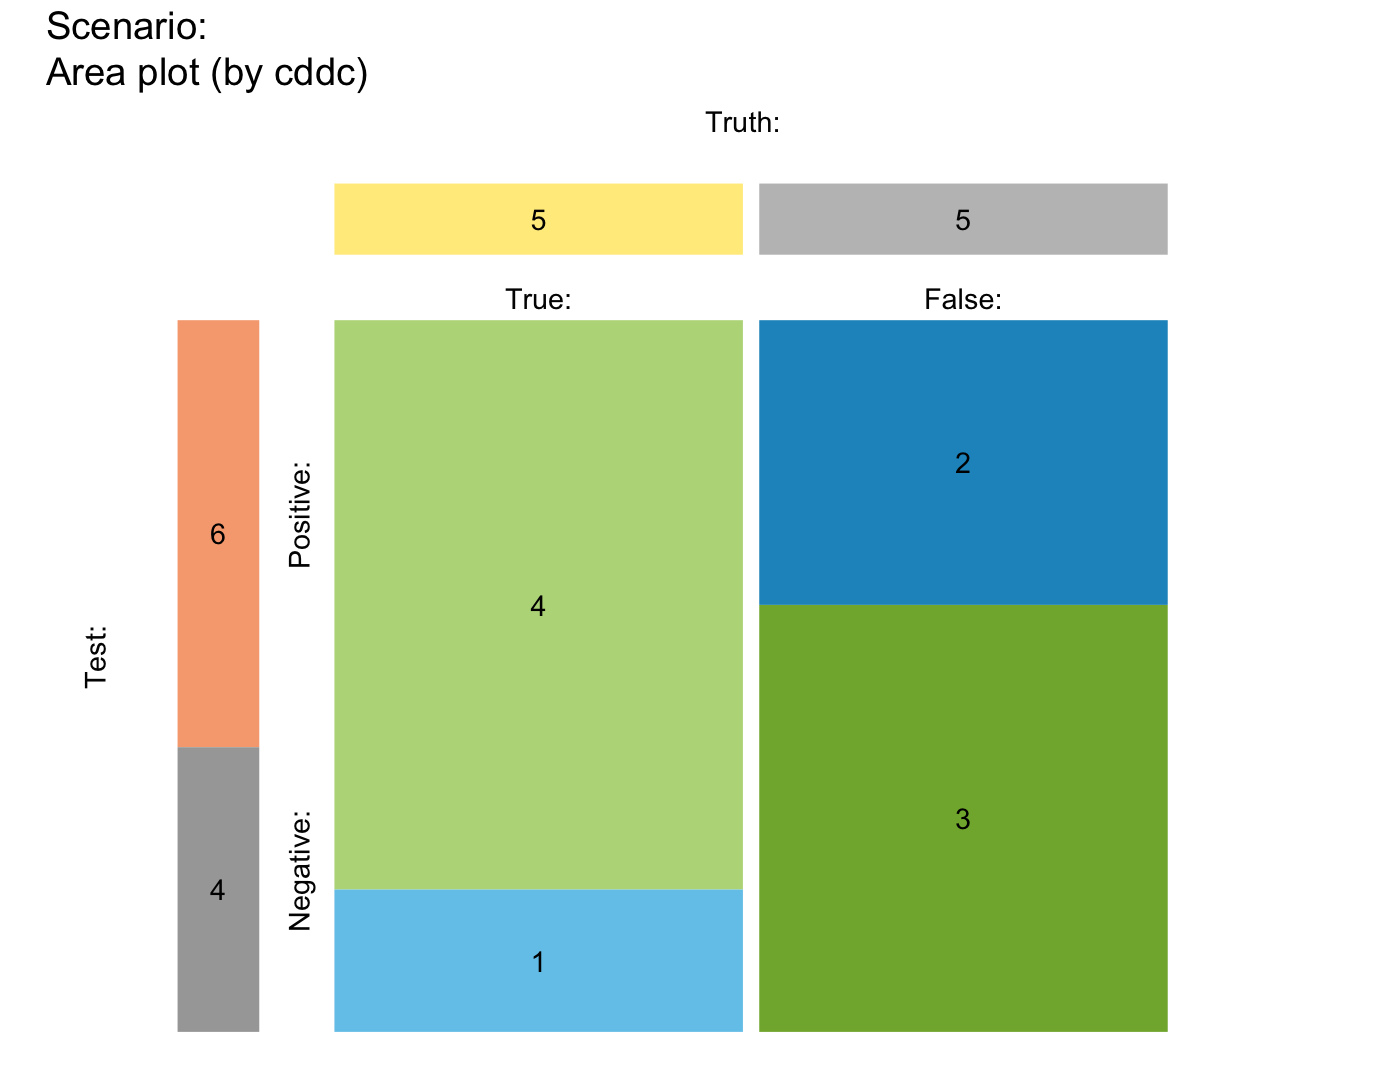 Scenario:
Area plot (by cddc)
Truth:
5
5
True:
False:
Test:
6
4
Positive:
Negative:
4
2
1
3